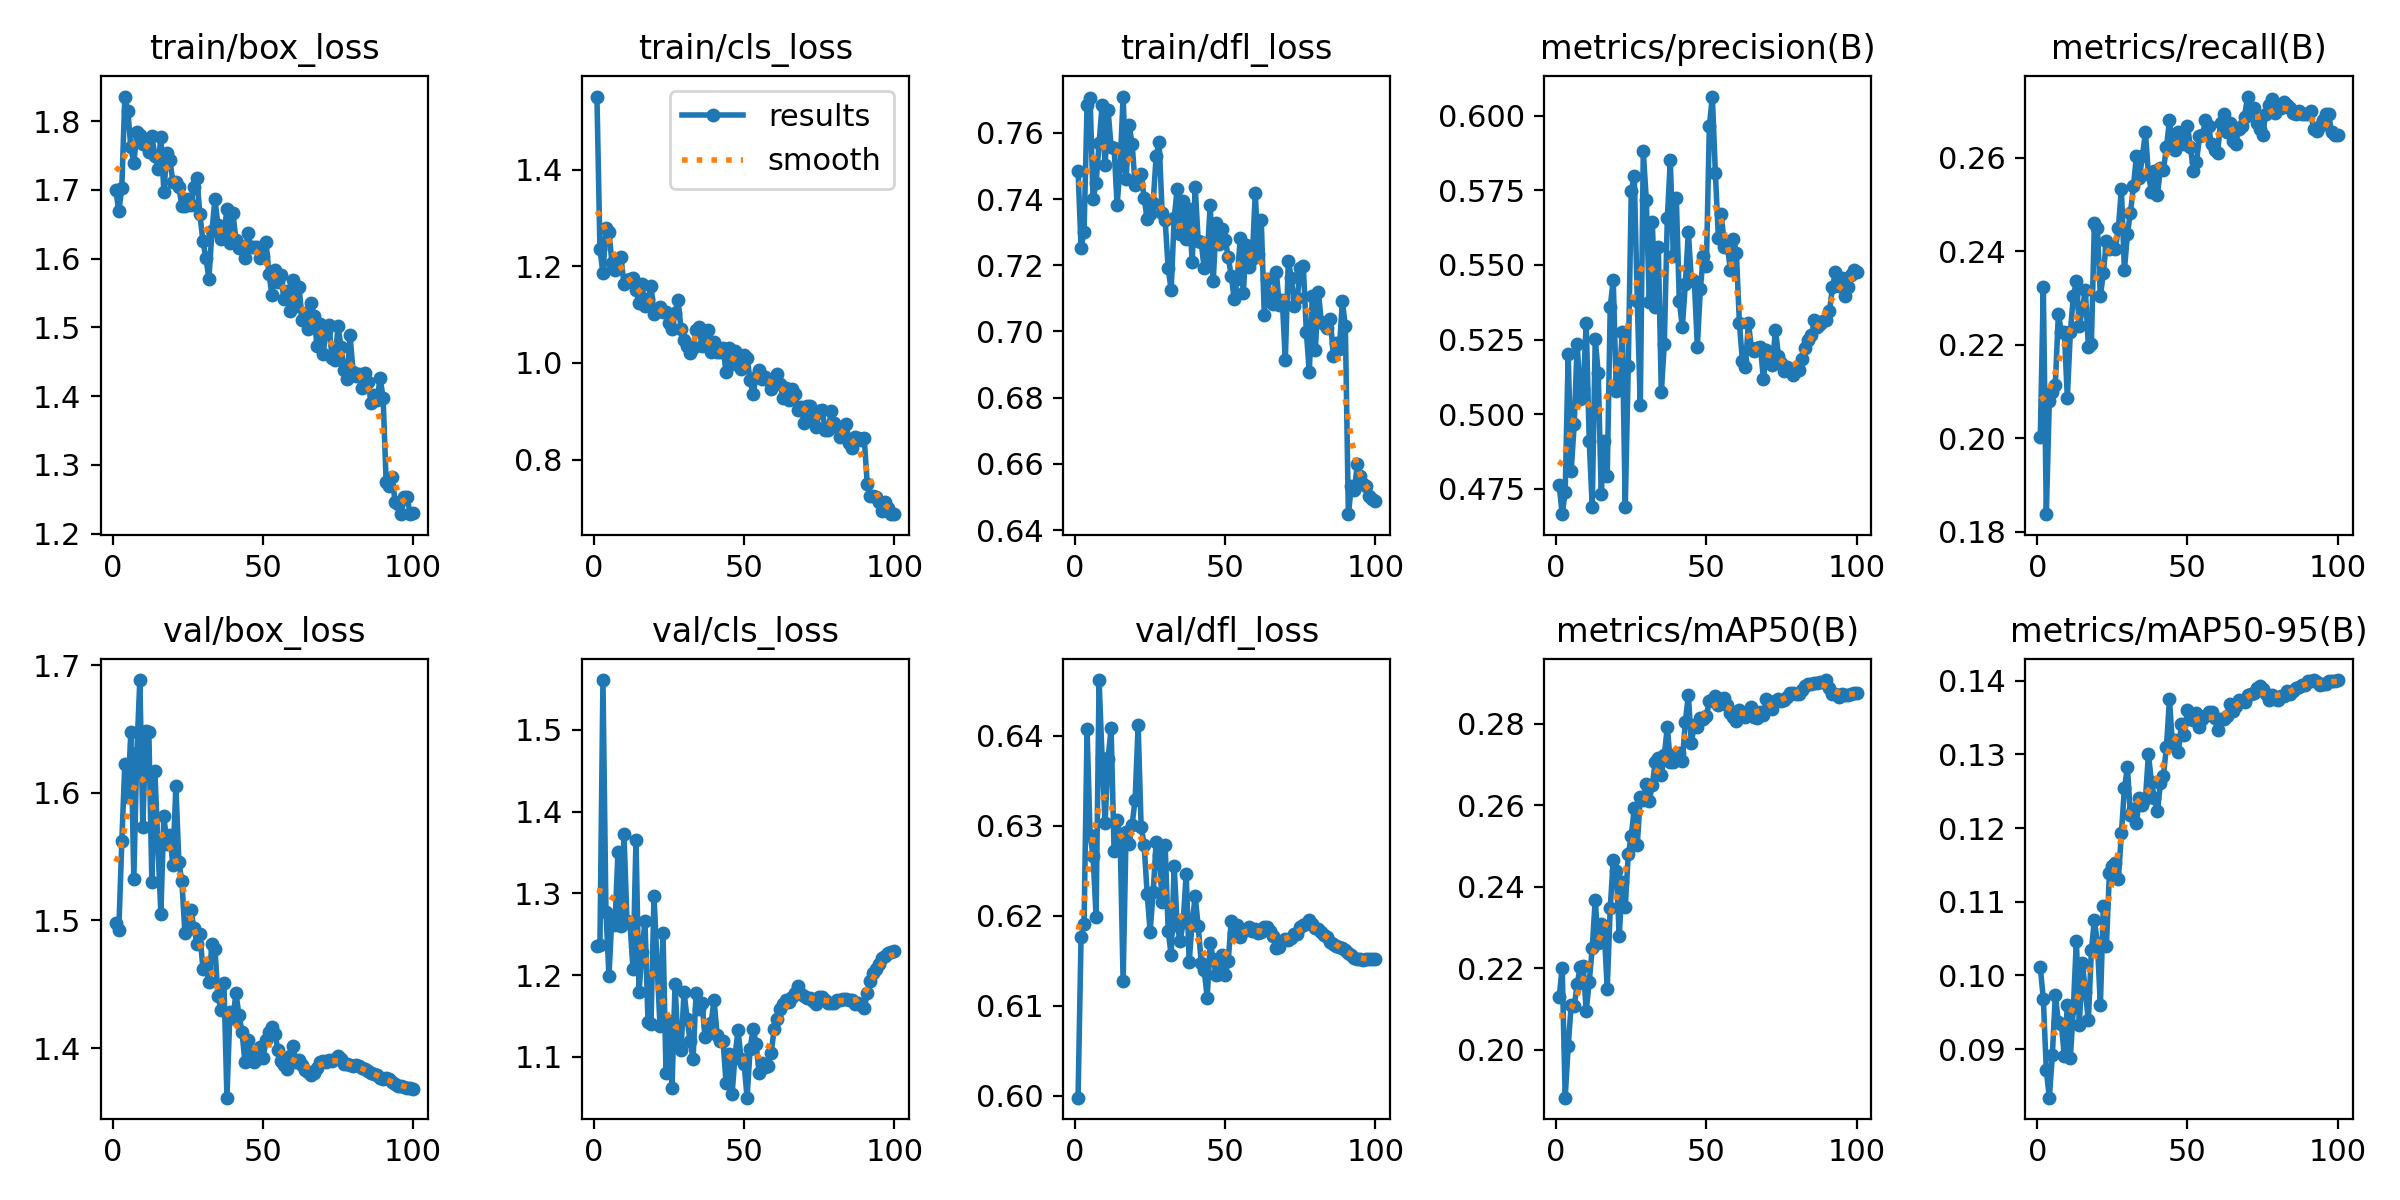 train/box_loss
1.8
1.7
1.6
1.5
1.4
1.3
1.2
0 50 100
train/cls_loss
results
smooth
1.4
1.2
1.0
0.8
0 50 100
train/dfl_loss
0.76
0.74
0.72
0.70
0.68
0.66
0.64
0 50 100
metrics/precision(B)
0.600
0.575
0.550
0.525
0.500
0.475
0 50 100
metrics/recall(B)
0.26
0.24
0.22
0.20
0.18
0 50 100
val/box_loss
1.7
1.6
1.5
1.4
0 50 100
val/cls_loss
1.5
1.4
1.3
1.2
1.1
0 50 100
val/dfl_loss
0.64
0.63
0.62
0.61
0.60
0 50 100
metrics/mAP50(B)
0.28
0.26
0.24
0.22
0.20
0 50 100
metrics/mAP50-95(B)
0.14
0.13
0.12
0.11
0.10
0.09
0 50 100